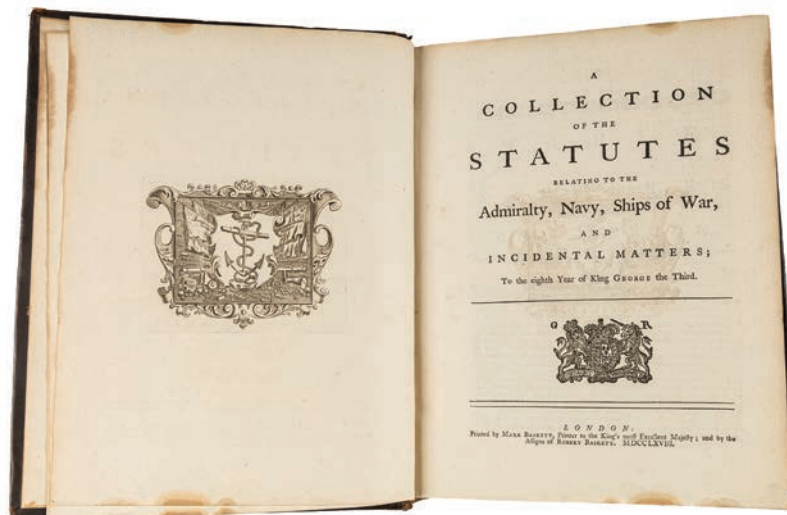 A
COLLECTION
OF THE
STATUTES
RELATING TO THE
Admiralty, Navy, Ships of War,
AND
INCIDENTAL MATTERS;
To the eighth Year of King GEORGE the Third.
G R
LONDON:
Printed by MARK BASKETT, Printer to the King's most Excellent Majesty; and by the
Assigns of ROBERT BASKETT. MDCCLXVIII.